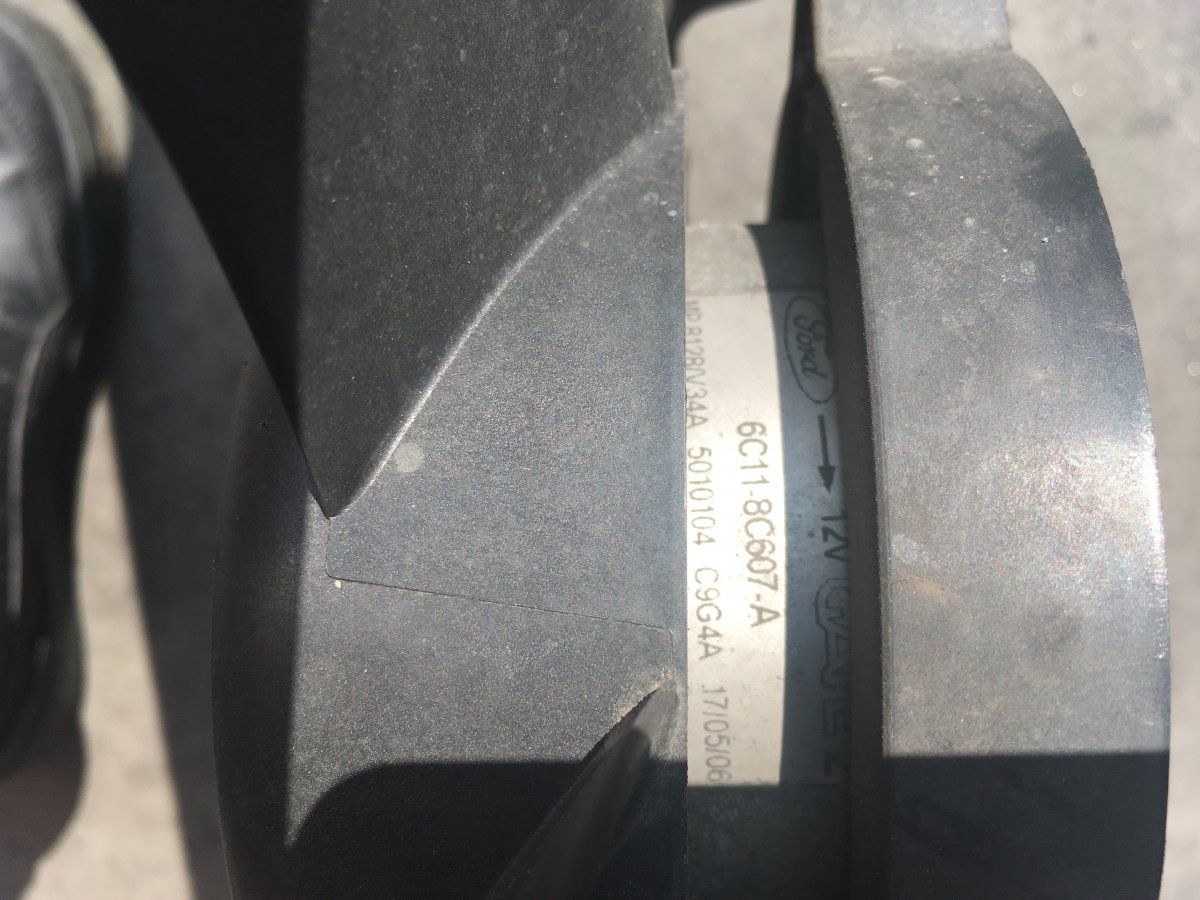 Ford → 12V
6C11-8C607-A
5010104 C9G4A 17/05/06